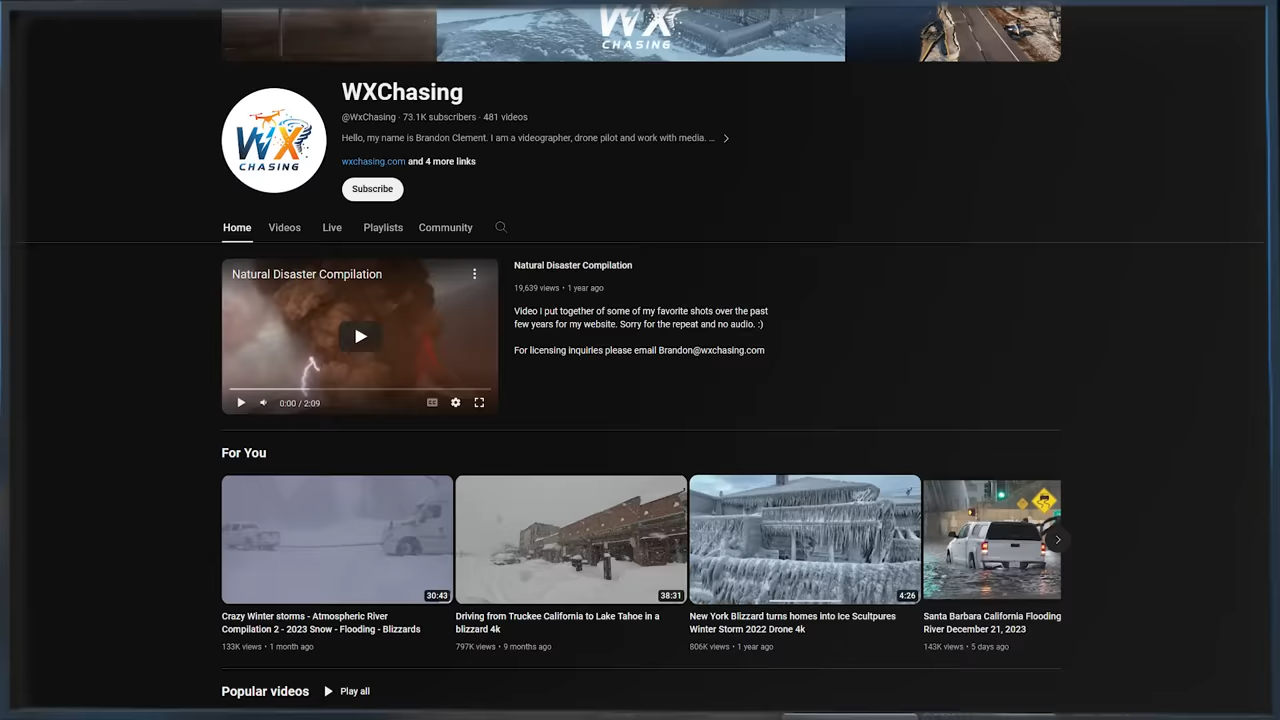 WX
CHASING
WXChasing
@WxChasing · 73.1K subscribers · 481 videos
Hello, my name is Brandon Clement. I am a videographer, drone pilot and work with media. ...
wxchasing.com and 4 more links
WX
CHASING
Subscribe
Home Videos Live Playlists Community
Natural Disaster Compilation
0:00 / 2:09
Natural Disaster Compilation
19,639 views • 1 year ago
Video i put together of some of my favorite shots over the past
few years for my website. Sorry for the repeat and no audio. :)
For licensing inquiries please email Brandon@wxchasing.com
For You
30:43
38:31
4:26
Crazy Winter storms - Atmospheric River
Compilation 2 - 2023 Snow - Flooding - Blizzards
133K views • 1 month ago
Driving from Truckee California to Lake Tahoe in a
blizzard 4k
797K views • 9 months ago
New York Blizzard turns homes into Ice Scultpures
Winter Storm 2022 Drone 4k
806K views • 1 year ago
Santa Barbara California Flooding
River December 21, 2023
143K views • 5 days ago
Popular videos Play all